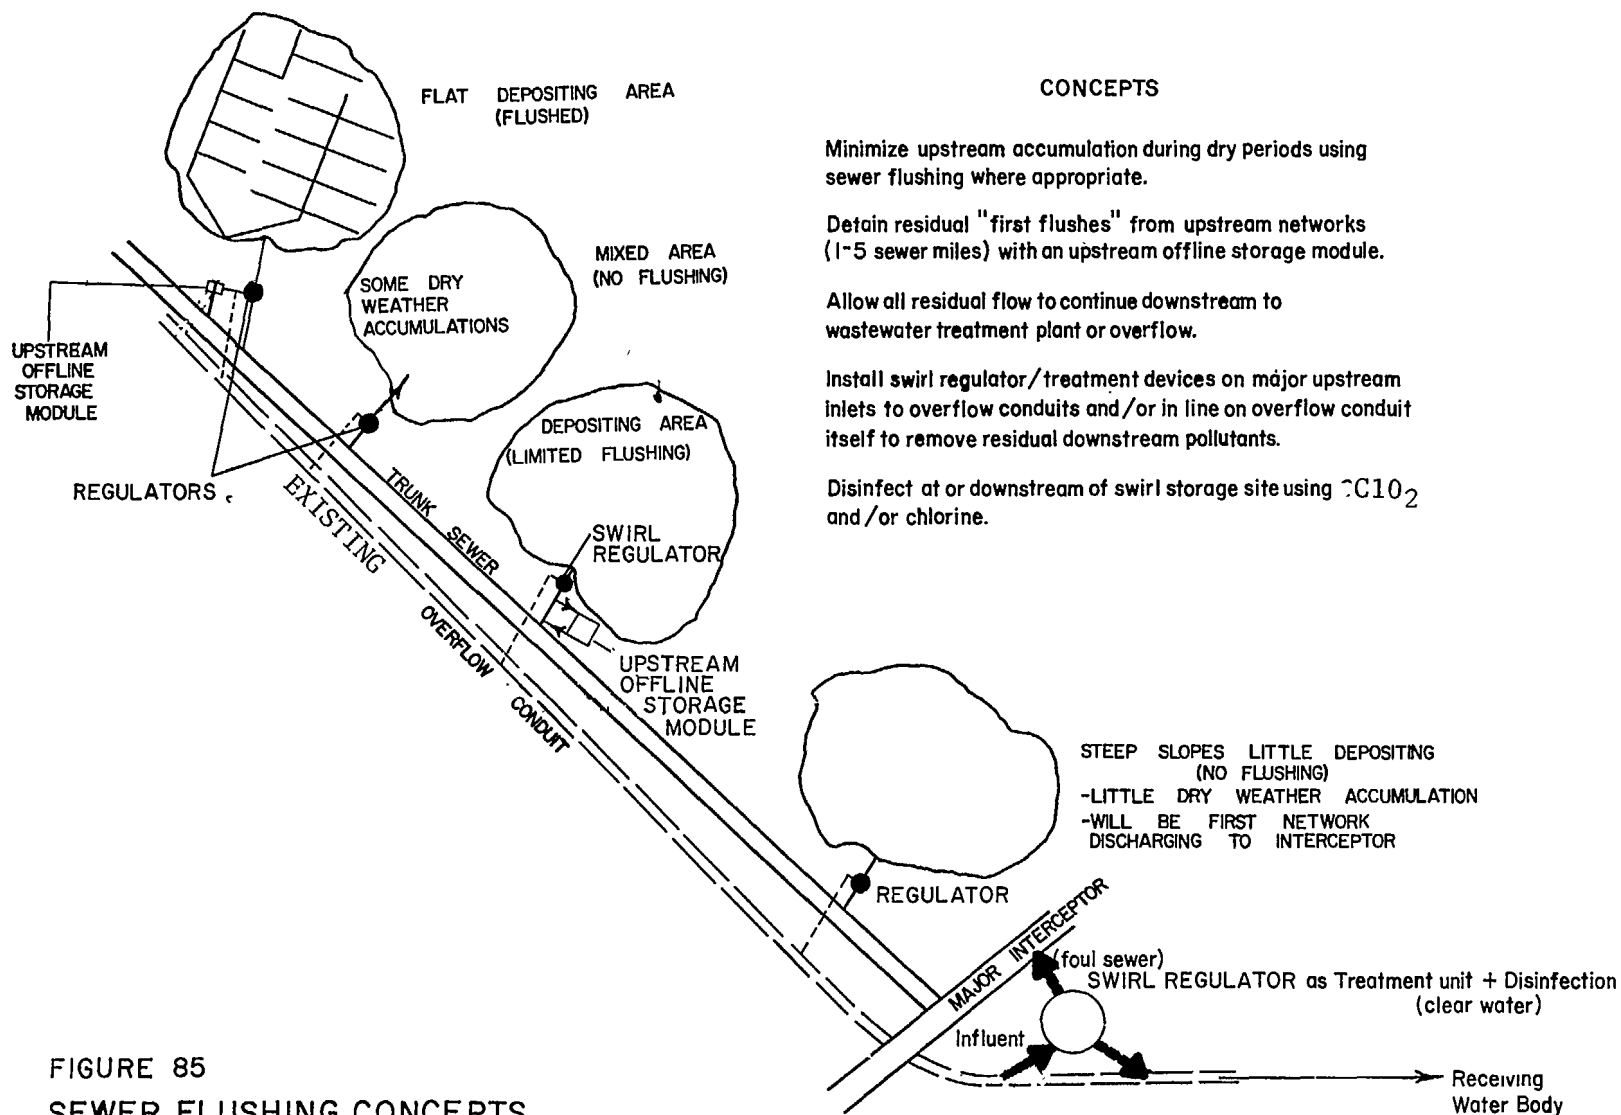 FLAT DEPOSITING AREA
(FLUSHED)
CONCEPTS
Minimize upstream accumulation during dry periods using
sewer flushing where appropriate.
Detain residual "first flushes" from upstream networks
(1-5 sewer miles) with an upstream offline storage module.
Allow all residual flow to continue downstream to
wastewater treatment plant or overflow.
Install swirl regulator/treatment devices on major upstream
inlets to overflow conduits and/or in line on overflow conduit
itself to remove residual downstream pollutants.
Disinfect at or downstream of swirl storage site using ClO2
and/or chlorine.
MIXED AREA
(NO FLUSHING)
SOME DRY
WEATHER
ACCUMULATIONS
UPSTREAM
OFFLINE
STORAGE
MODULE
DEPOSITING AREA
(LIMITED FLUSHING)
REGULATORS
EXISTING
TRUNK SEWER
SWIRL
REGULATOR
OVERFLOW CONDUIT
UPSTREAM
OFFLINE
STORAGE
MODULE
STEEP SLOPES LITTLE DEPOSITING
(NO FLUSHING)
-LITTLE DRY WEATHER ACCUMULATION
-WILL BE FIRST NETWORK
DISCHARGING TO INTERCEPTOR
REGULATOR
MAJOR INTERCEPTOR
(foul sewer)
SWIRL REGULATOR as Treatment unit + Disinfection
(clear water)
Influent
Receiving
Water Body
FIGURE 85
SEWER FLUSHING CONCEPTS